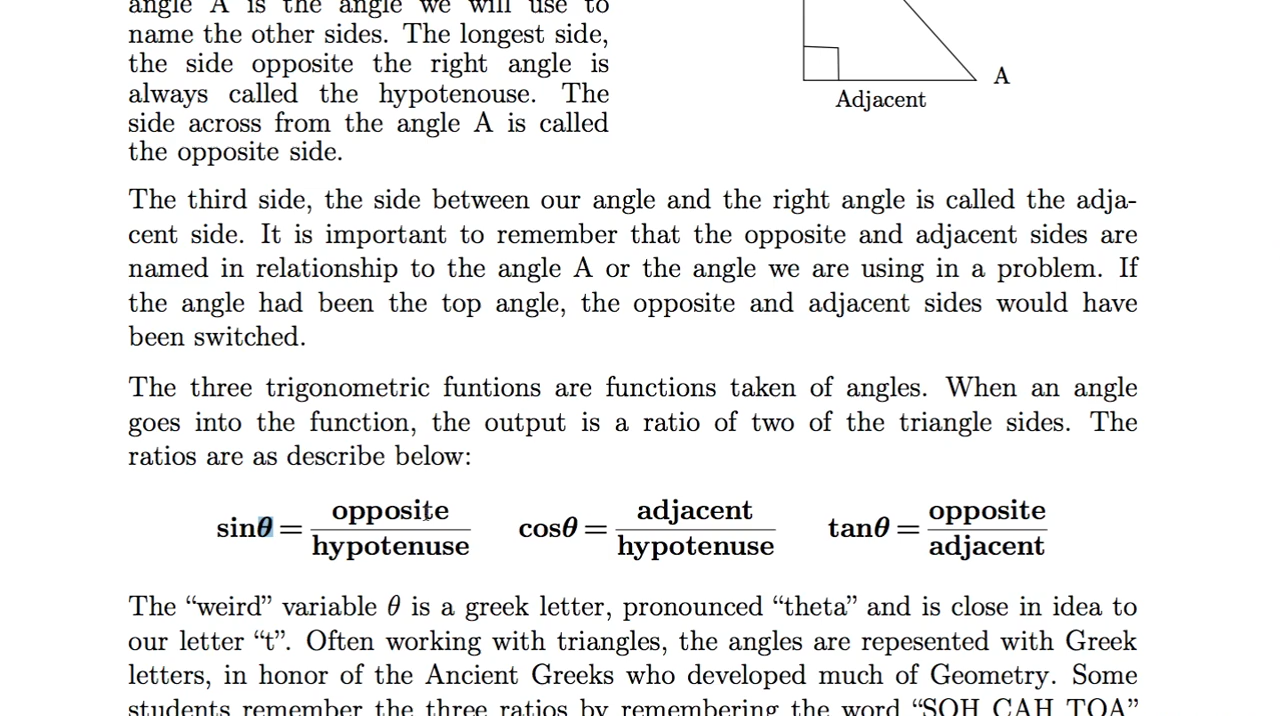 angle A is the angle we will use to
name the other sides. The longest side,
the side opposite the right angle is
always called the hypotenouse. The
side across from the angle A is called
the opposite side.
A
Adjacent
The third side, the side between our angle and the right angle is called the adja-
cent side. It is important to remember that the opposite and adjacent sides are
named in relationship to the angle A or the angle we are using in a problem. If
the angle had been the top angle, the opposite and adjacent sides would have
been switched.
The three trigonometric funtions are functions taken of angles. When an angle
goes into the function, the output is a ratio of two of the triangle sides. The
ratios are as describe below:
sinθ = opposite/hypotenuse cosθ = adjacent/hypotenuse tanθ = opposite/adjacent
The “weird” variable θ is a greek letter, pronounced “theta” and is close in idea to
our letter “t”. Often working with triangles, the angles are repesented with Greek
letters, in honor of the Ancient Greeks who developed much of Geometry. Some
students remember the three ratios by remembering the word “SOH CAH TOA”